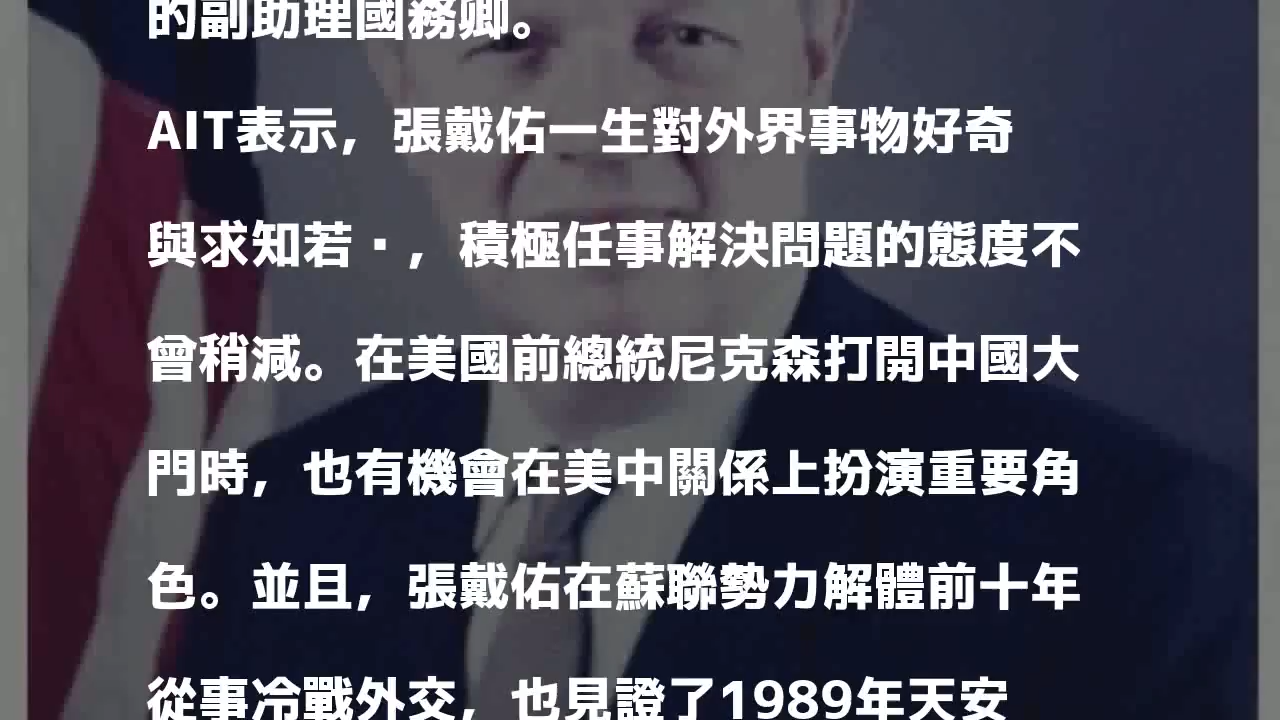 的副助理國務卿。
AIT表示，張戴佑一生對外界事物好奇
與求知若▪，積極任事解決問題的態度不
曾稍減。在美國前總統尼克森打開中國大
門時，也有機會在美中關係上扮演重要角
色。並且，張戴佑在蘇聯勢力解體前十年
從事冷戰外交，也見證了1989年天安